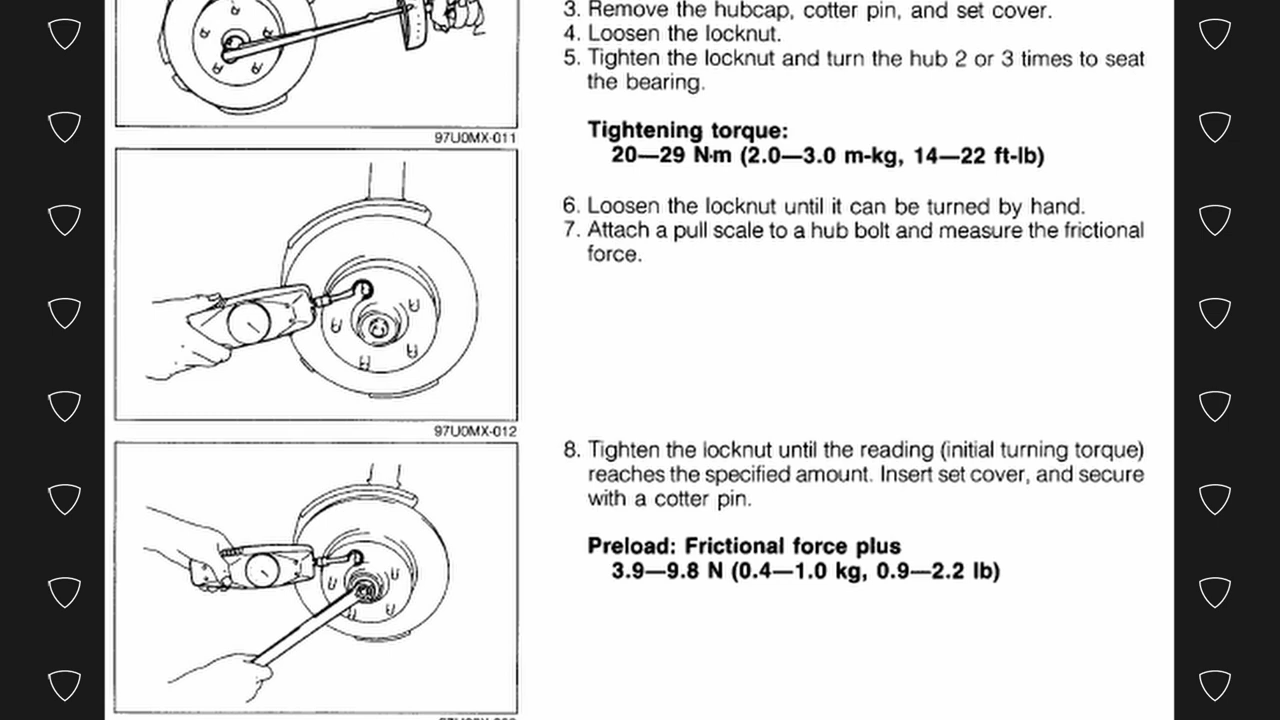 3. Remove the hubcap, cotter pin, and set cover.
4. Loosen the locknut.
5. Tighten the locknut and turn the hub 2 or 3 times to seat
the bearing.
97U0MX-011
Tightening torque:
20—29 N·m (2.0—3.0 m-kg, 14—22 ft-lb)
6. Loosen the locknut until it can be turned by hand.
7. Attach a pull scale to a hub bolt and measure the frictional
force.
97U0MX-012
8. Tighten the locknut until the reading (initial turning torque)
reaches the specified amount. Insert set cover, and secure
with a cotter pin.
Preload: Frictional force plus
3.9—9.8 N (0.4—1.0 kg, 0.9—2.2 lb)